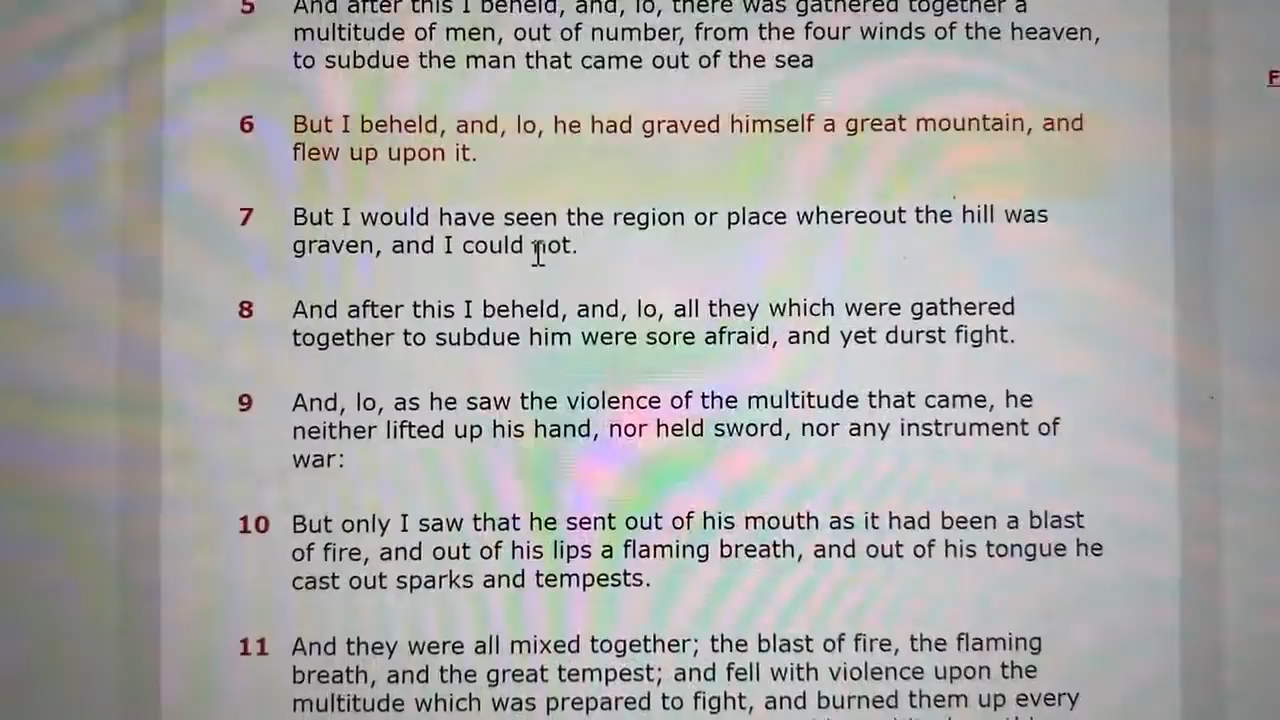 5 And after this I beheld, and, lo, there was gathered together a
multitude of men, out of number, from the four winds of the heaven,
to subdue the man that came out of the sea
F
6 But I beheld, and, lo, he had graved himself a great mountain, and
flew up upon it.
7 But I would have seen the region or place whereout the hill was
graven, and I could not.
8 And after this I beheld, and, lo, all they which were gathered
together to subdue him were sore afraid, and yet durst fight.
9 And, lo, as he saw the violence of the multitude that came, he
neither lifted up his hand, nor held sword, nor any instrument of
war:
10 But only I saw that he sent out of his mouth as it had been a blast
of fire, and out of his lips a flaming breath, and out of his tongue he
cast out sparks and tempests.
11 And they were all mixed together; the blast of fire, the flaming
breath, and the great tempest; and fell with violence upon the
multitude which was prepared to fight, and burned them up every